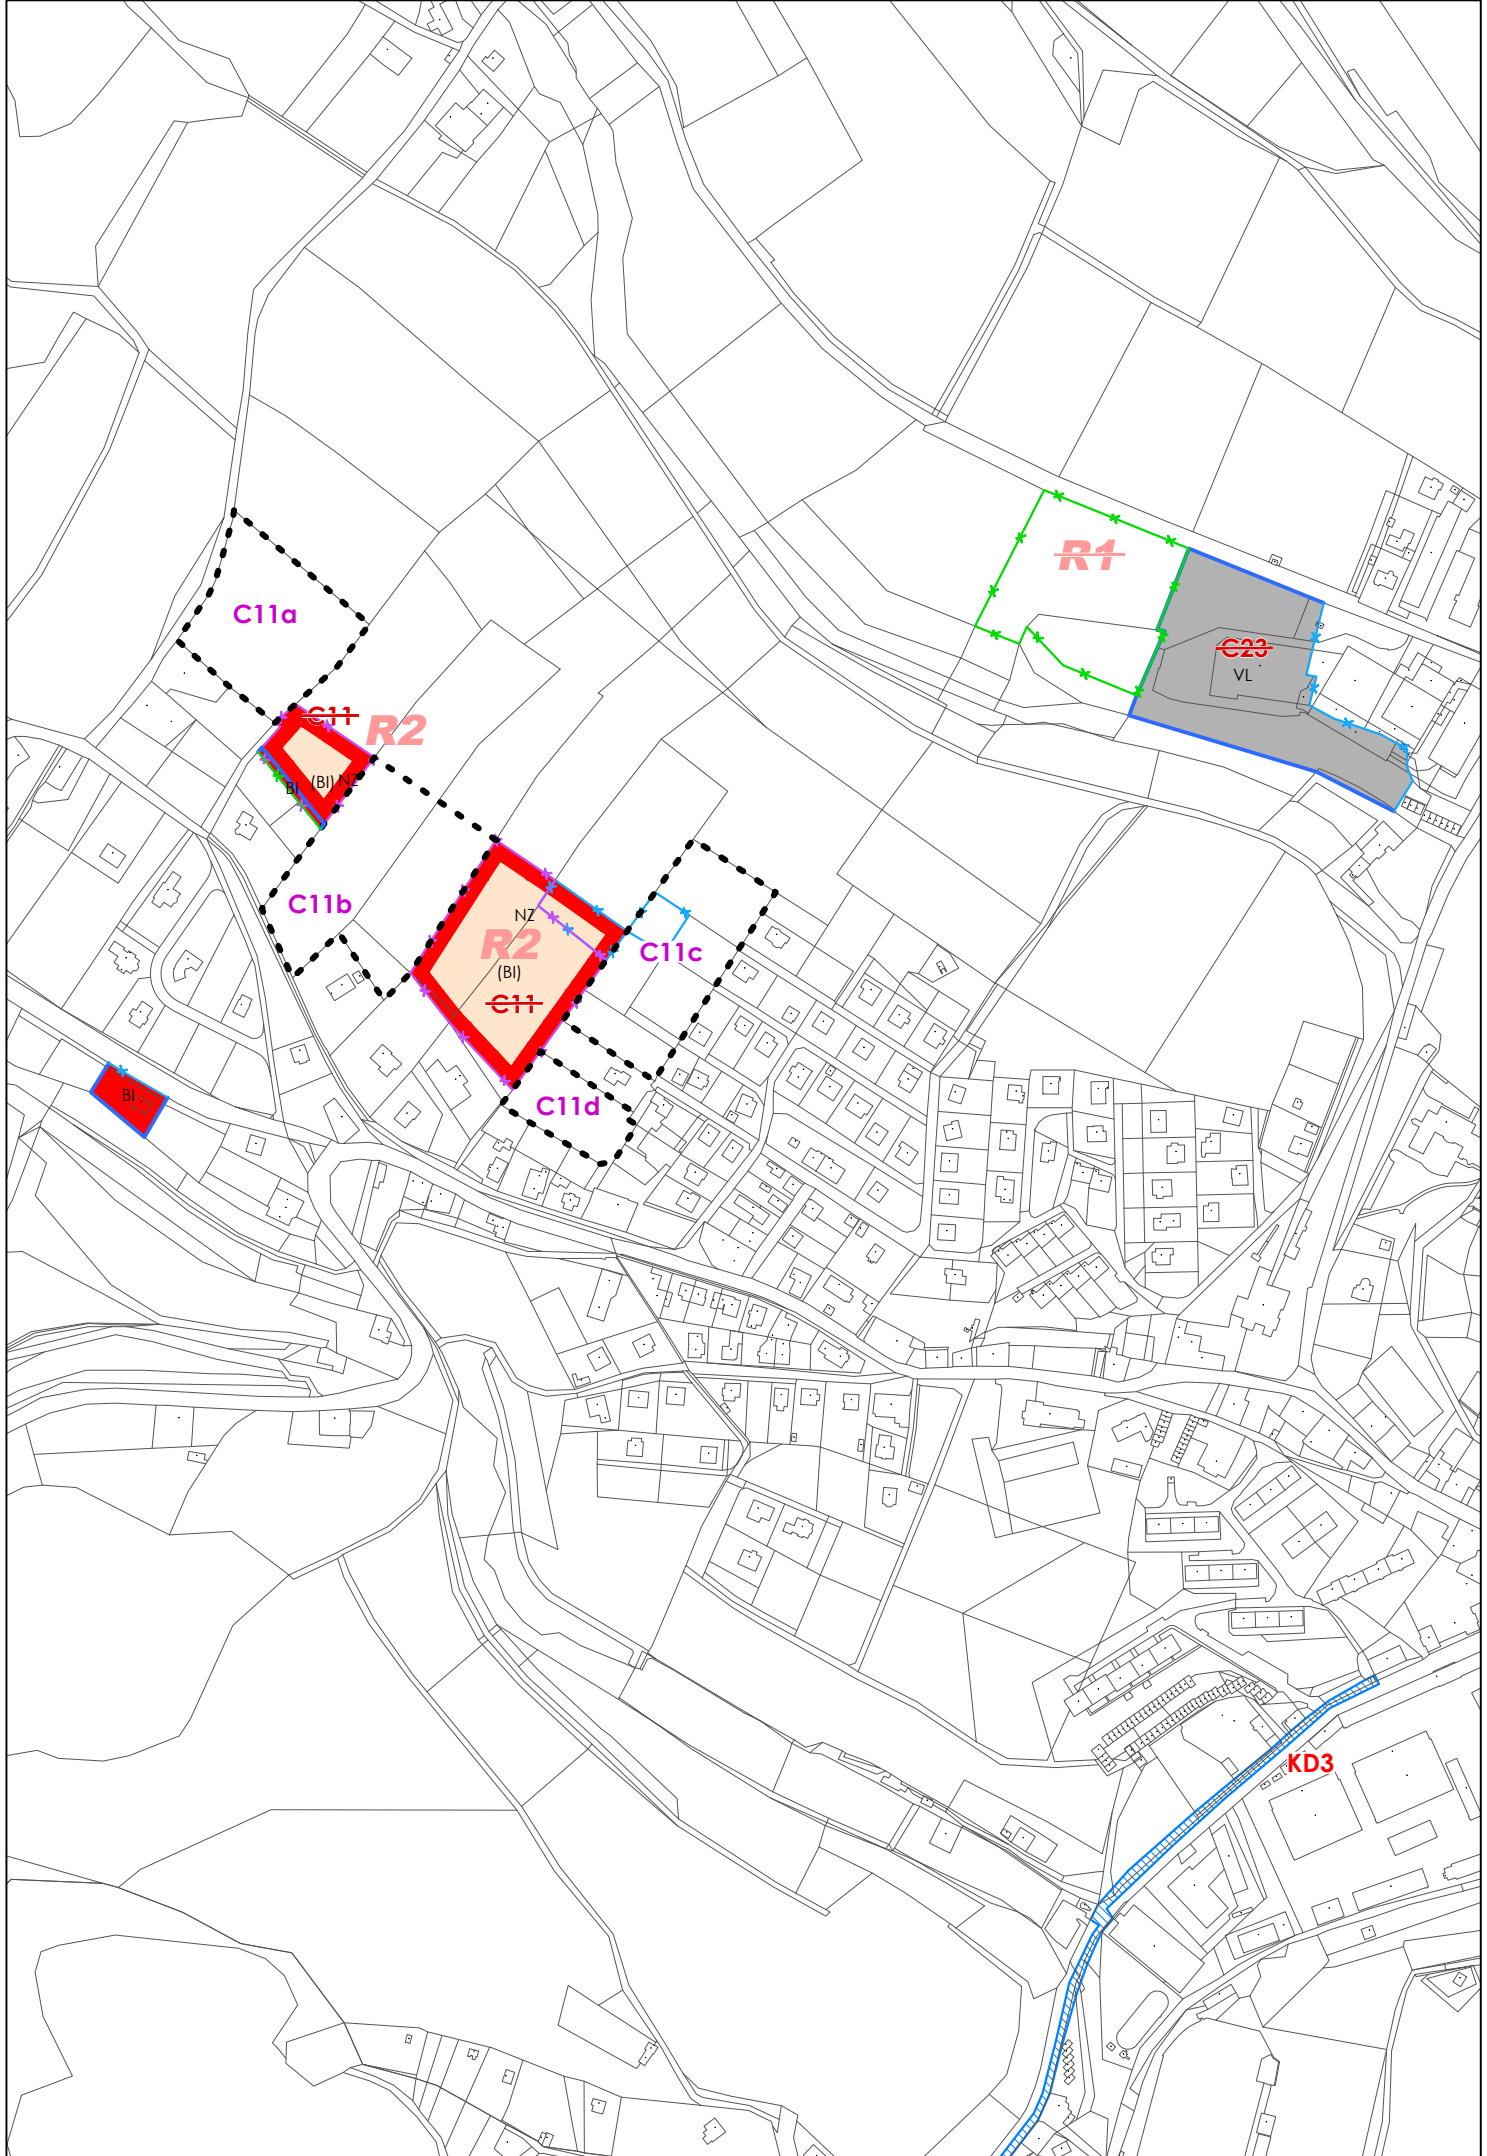 R1
C11a
C23
VL
C11
R2
BI
(BI)
NZ
C11b
NZ
R2
C11c
(BI)
C11
BI
C11d
KD3